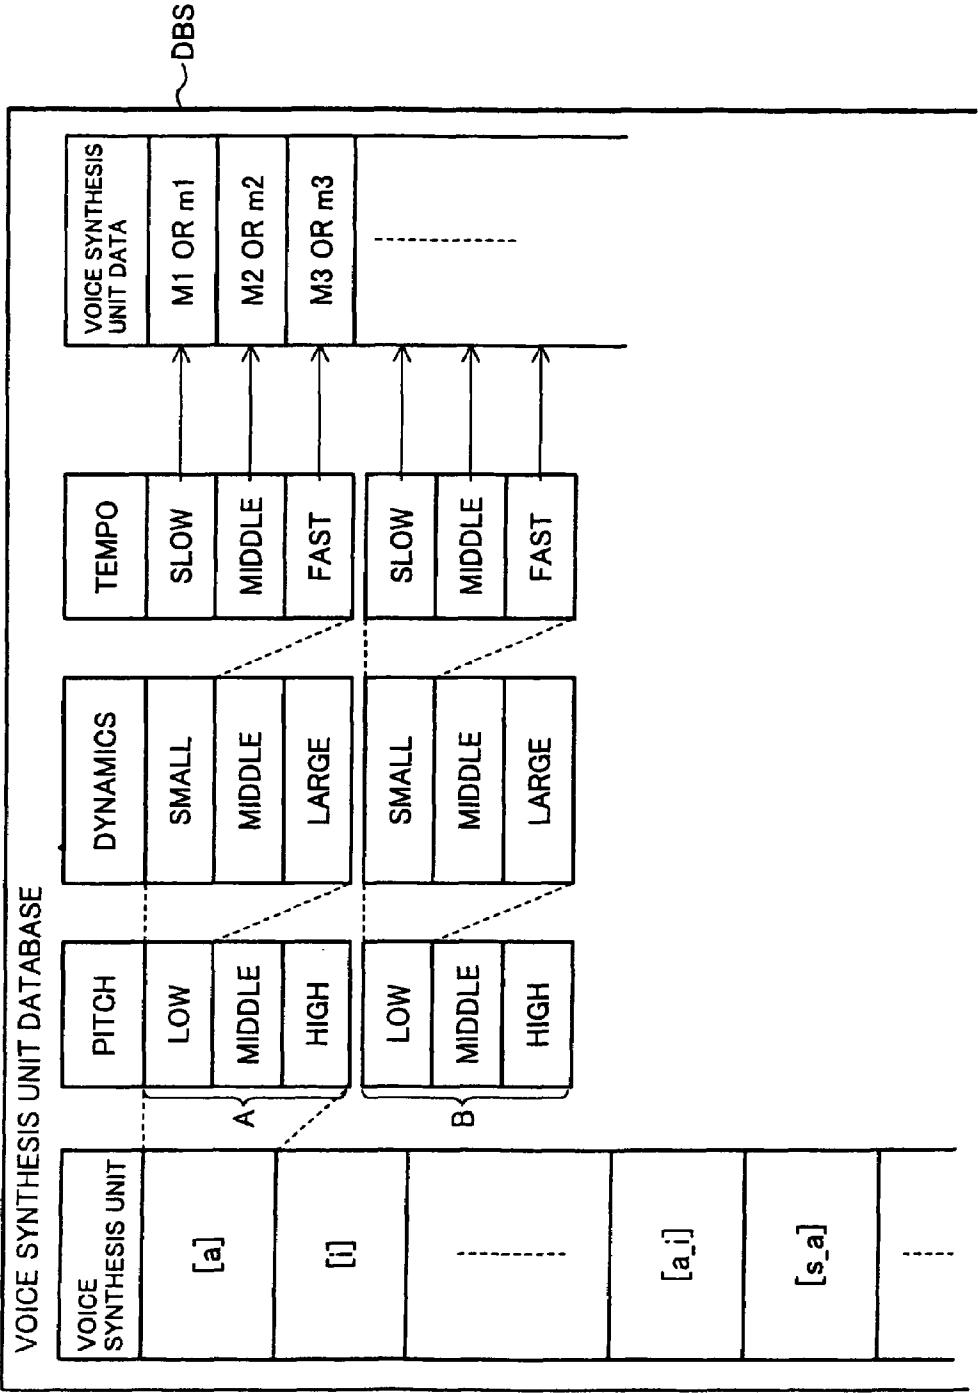 VOICE SYNTHESIS UNIT DATABASE
DBS
VOICE
SYNTHESIS UNIT
[a]
[i]
[a_i]
[s_a]
PITCH
LOW
MIDDLE
HIGH
A
LOW
MIDDLE
HIGH
B
DYNAMICS
SMALL
MIDDLE
LARGE
SMALL
MIDDLE
LARGE
TEMPO
SLOW
MIDDLE
FAST
SLOW
MIDDLE
FAST
VOICE SYNTHESIS
UNIT DATA
M1 OR m1
M2 OR m2
M3 OR m3